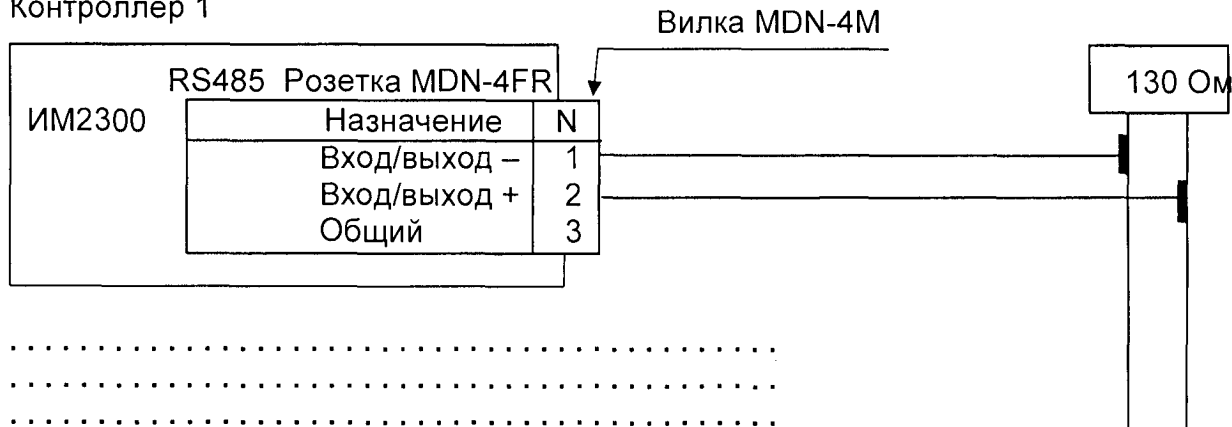 Контроллер 1
Вилка MDN-4M
RS485 Розетка MDN-4FR
130 Ом
ИМ2300
Назначение N
Вход/выход – 1
Вход/выход + 2
Общий 3